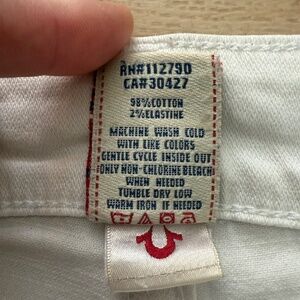 RN#112790
CA#30427
98%COTTON
2%ELASTINE
MACHINE WASH COLD
WITH LIKE COLORS
GENTLE CYCLE INSIDE OUT
ONLY NON-CHLORINE BLEACH
WHEN NEEDED
TUMBLE DRY LOW
WARM IRON IF NEEDED